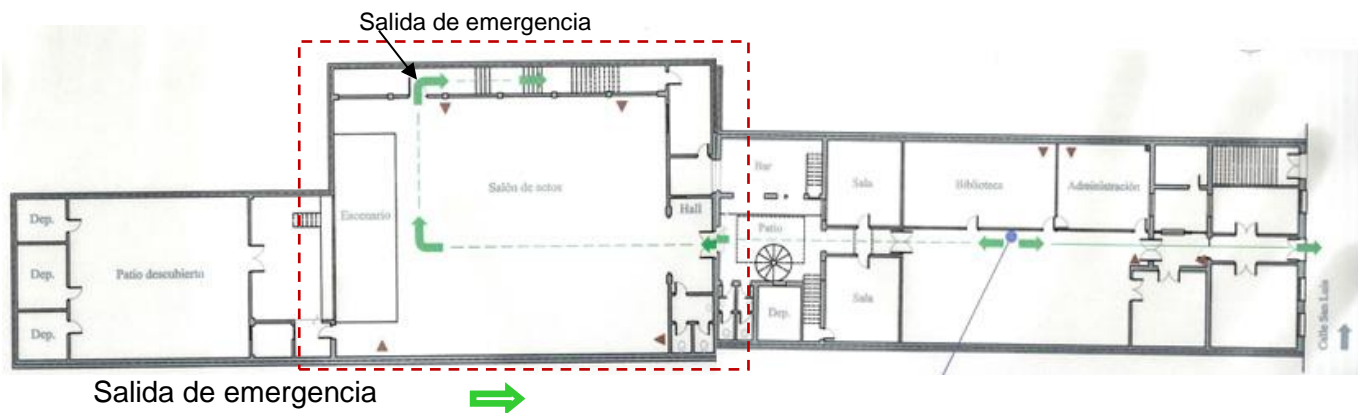 Salida de emergencia
Salón de actos
Escenario
Hall
Bar
Patio
Sala
Sala
Dep.
Biblioteca
Administración
Dep.
Dep.
Dep.
Patio descubierto
Calle San Luis
Salida de emergencia